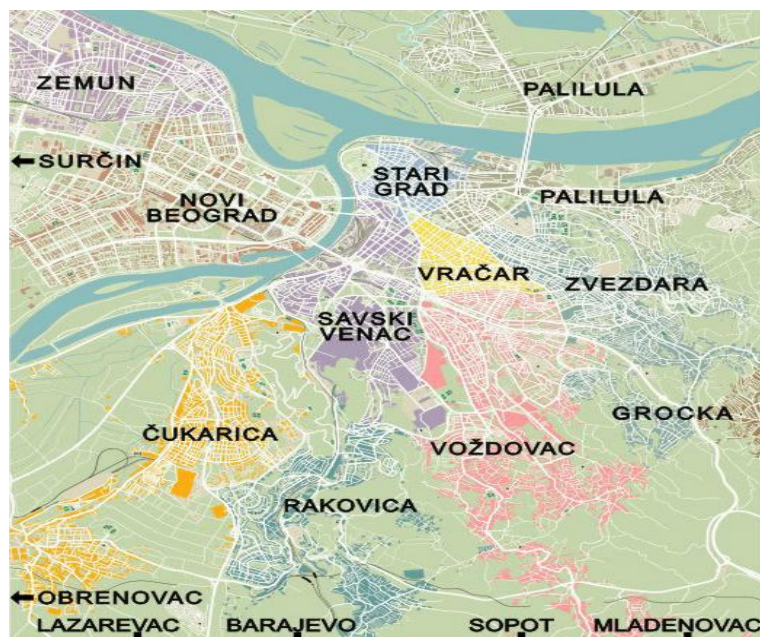 ZEMUN
PALILULA
SURČIN
STARI
GRAD
NOVI
BEOGRAD
PALILULA
VRAČAR
ZVEZDARA
SAVSKI
VENAC
GROCKA
ČUKARICA
VOŽDOVAC
RAKOVICA
OBRENOVAC
LAZAREVAC BARAJEVO SOPOT MLADENOVAC